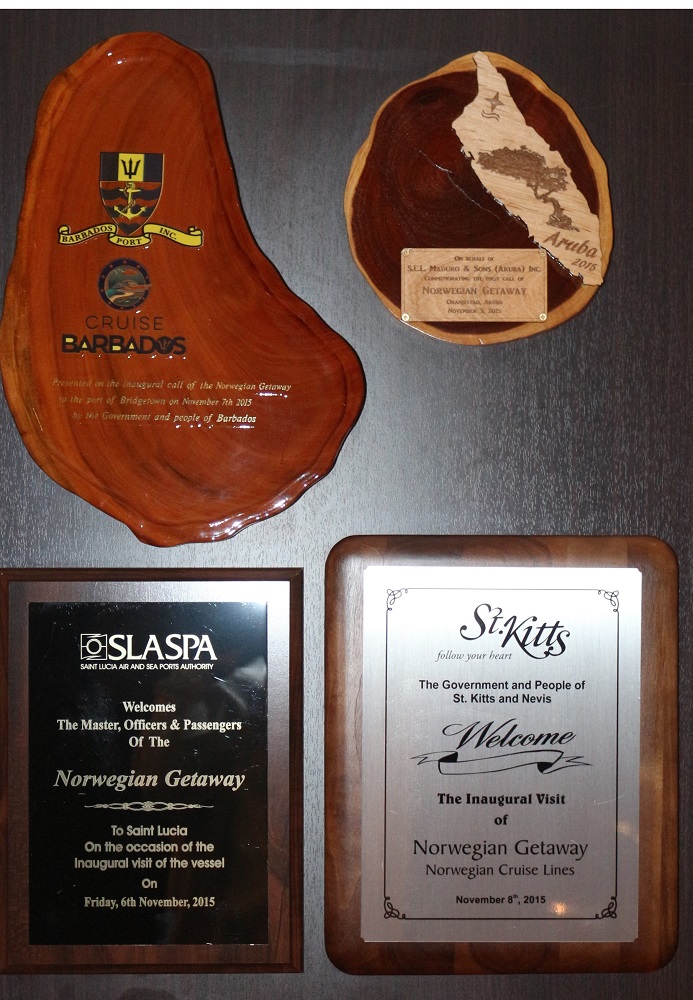 BARBADOS PORT INC.
CRUISE
BARBADOS
Presented on the inaugural call of the Norwegian Getaway
to the port of Bridgetown on November 7th 2015
by the Government and people of Barbados
Aruba
2015
On behalf of
S.E.L. Maduro & Sons (Aruba) Inc.
Commemorating the first call of
Norwegian Getaway
Oranjestad, Aruba
November 5, 2015
SLASPA
SAINT LUCIA AIR AND SEA PORTS AUTHORITY
Welcomes
The Master, Officers & Passengers
Of The
Norwegian Getaway
To Saint Lucia
On the occasion of the
Inaugural visit of the vessel
On
Friday, 6th November, 2015
St. Kitts
follow your heart
The Government and People of
St. Kitts and Nevis
Welcome
The Inaugural Visit
of
Norwegian Getaway
Norwegian Cruise Lines
November 8th, 2015